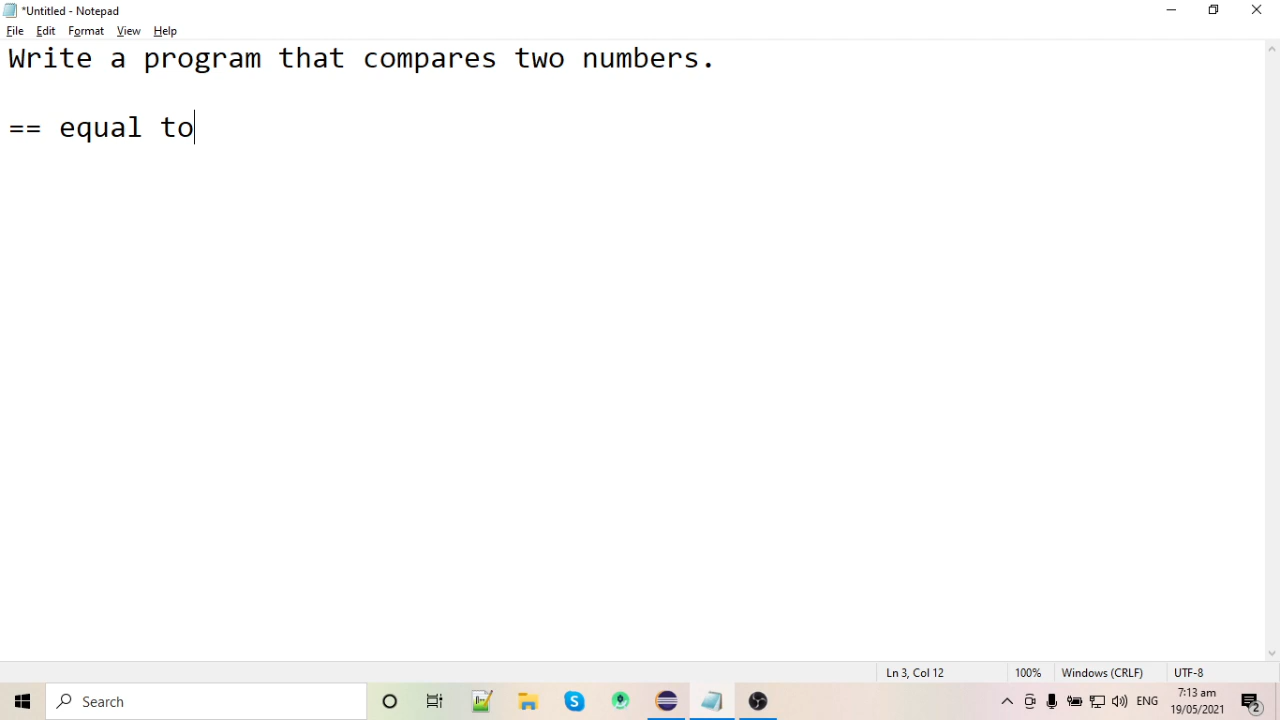 *Untitled - Notepad
File Edit Format View Help
Write a program that compares two numbers.
== equal to
Ln 3, Col 12 100% Windows (CRLF) UTF-8
Search
ENG
7:13 am
19/05/2021
2